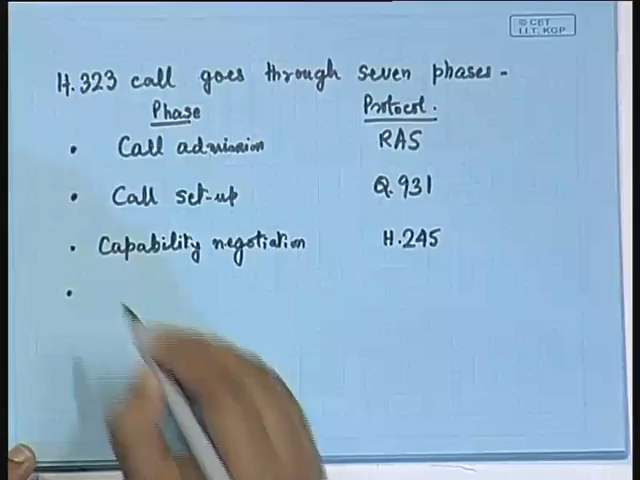 © CET
I.I.T. KGP
H.323 call goes through seven phases -
Phase Protocol.
• Call admission RAS
• Call set-up Q.931
• Capability negotiation H.245
•